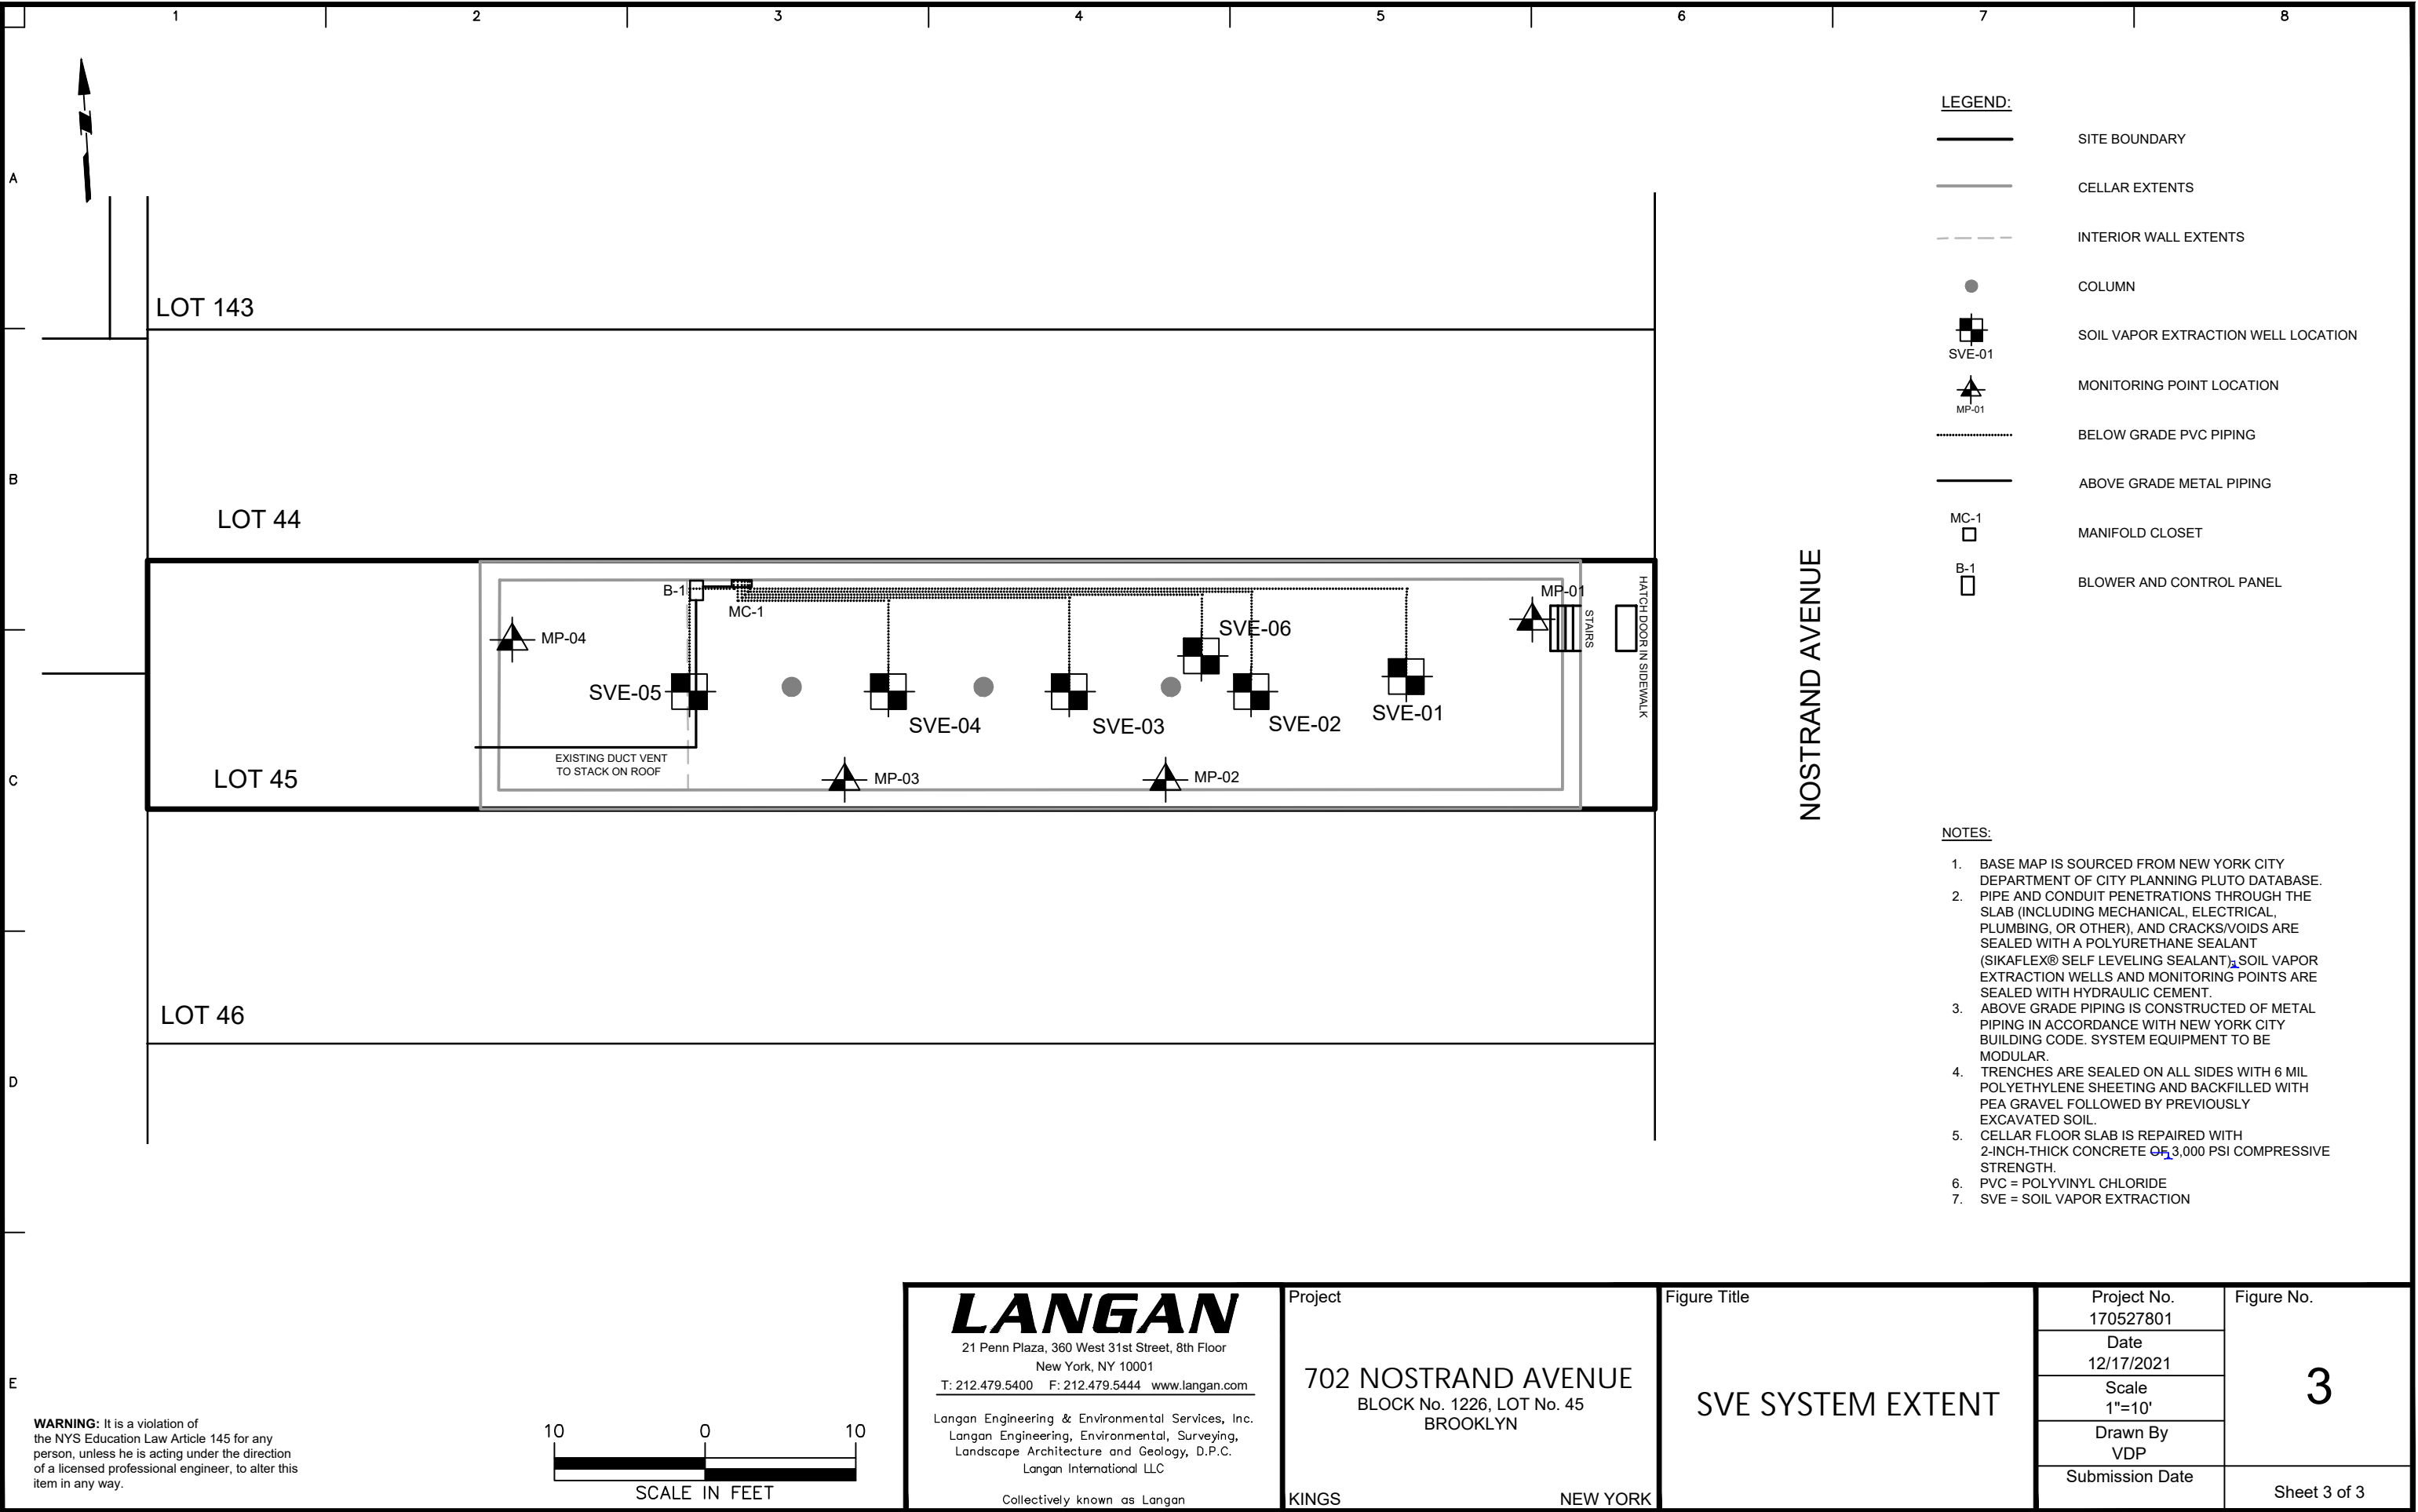 1 2 3 4 5 6 7 8
A
B
C
D
E
LOT 143
LOT 44
LOT 45
LOT 46
B-1
MC-1
MP-01
MP-04
SVE-06
SVE-05
SVE-04
SVE-03
SVE-02
SVE-01
MP-03
MP-02
STAIRS
HATCH DOOR IN SIDEWALK
EXISTING DUCT VENT
TO STACK ON ROOF
NOSTRAND AVENUE
LEGEND:
SITE BOUNDARY
CELLAR EXTENTS
INTERIOR WALL EXTENTS
COLUMN
SOIL VAPOR EXTRACTION WELL LOCATION
SVE-01
MONITORING POINT LOCATION
MP-01
BELOW GRADE PVC PIPING
ABOVE GRADE METAL PIPING
MC-1
MANIFOLD CLOSET
B-1
BLOWER AND CONTROL PANEL
NOTES:
1. BASE MAP IS SOURCED FROM NEW YORK CITY
DEPARTMENT OF CITY PLANNING PLUTO DATABASE.
2. PIPE AND CONDUIT PENETRATIONS THROUGH THE
SLAB (INCLUDING MECHANICAL, ELECTRICAL,
PLUMBING, OR OTHER), AND CRACKS/VOIDS ARE
SEALED WITH A POLYURETHANE SEALANT
(SIKAFLEX® SELF LEVELING SEALANT). SOIL VAPOR
EXTRACTION WELLS AND MONITORING POINTS ARE
SEALED WITH HYDRAULIC CEMENT.
3. ABOVE GRADE PIPING IS CONSTRUCTED OF METAL
PIPING IN ACCORDANCE WITH NEW YORK CITY
BUILDING CODE. SYSTEM EQUIPMENT TO BE
MODULAR.
4. TRENCHES ARE SEALED ON ALL SIDES WITH 6 MIL
POLYETHYLENE SHEETING AND BACKFILLED WITH
PEA GRAVEL FOLLOWED BY PREVIOUSLY
EXCAVATED SOIL.
5. CELLAR FLOOR SLAB IS REPAIRED WITH
2-INCH-THICK CONCRETE OF 3,000 PSI COMPRESSIVE
STRENGTH.
6. PVC = POLYVINYL CHLORIDE
7. SVE = SOIL VAPOR EXTRACTION
WARNING: It is a violation of
the NYS Education Law Article 145 for any
person, unless he is acting under the direction
of a licensed professional engineer, to alter this
item in any way.
10 0 10
SCALE IN FEET
LANGAN
21 Penn Plaza, 360 West 31st Street, 8th Floor
New York, NY 10001
T: 212.479.5400 F: 212.479.5444 www.langan.com
Langan Engineering & Environmental Services, Inc.
Langan Engineering, Environmental, Surveying,
Landscape Architecture and Geology, D.P.C.
Langan International LLC
Collectively known as Langan
Project
702 NOSTRAND AVENUE
BLOCK No. 1226, LOT No. 45
BROOKLYN
KINGS NEW YORK
Figure Title
SVE SYSTEM EXTENT
Project No.
170527801
Date
12/17/2021
Scale
1"=10'
Drawn By
VDP
Submission Date
Figure No.
3
Sheet 3 of 3